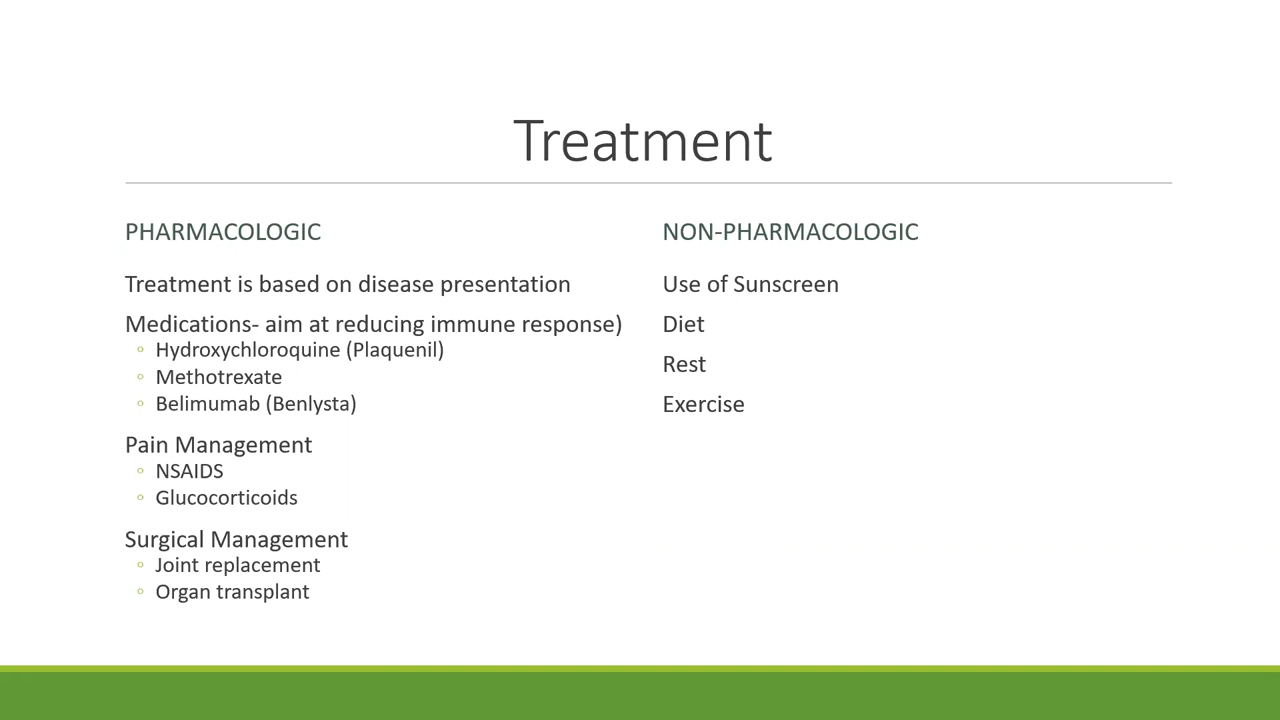 Treatment
PHARMACOLOGIC
Treatment is based on disease presentation
Medications- aim at reducing immune response)
Hydroxychloroquine (Plaquenil)
Methotrexate
Belimumab (Benlysta)
Pain Management
NSAIDS
Glucocorticoids
Surgical Management
Joint replacement
Organ transplant
NON-PHARMACOLOGIC
Use of Sunscreen
Diet
Rest
Exercise